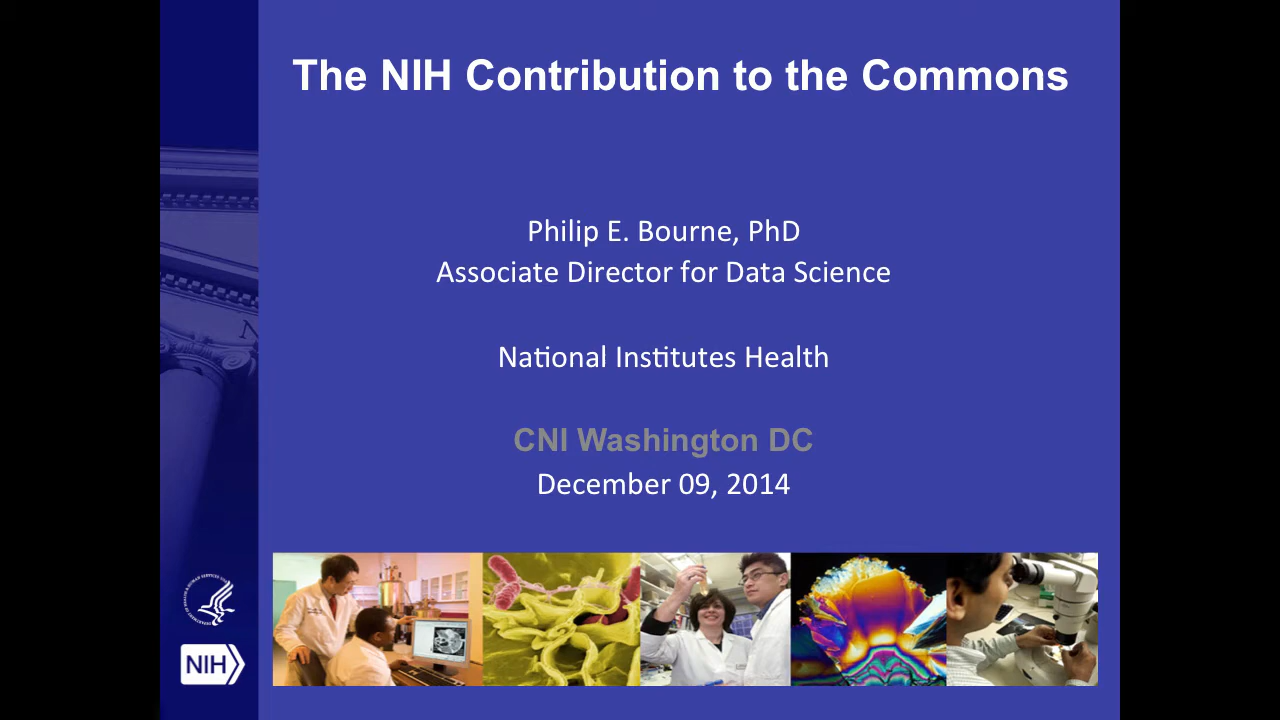 The NIH Contribution to the Commons
Philip E. Bourne, PhD
Associate Director for Data Science
National Institutes Health
CNI Washington DC
December 09, 2014
NIH